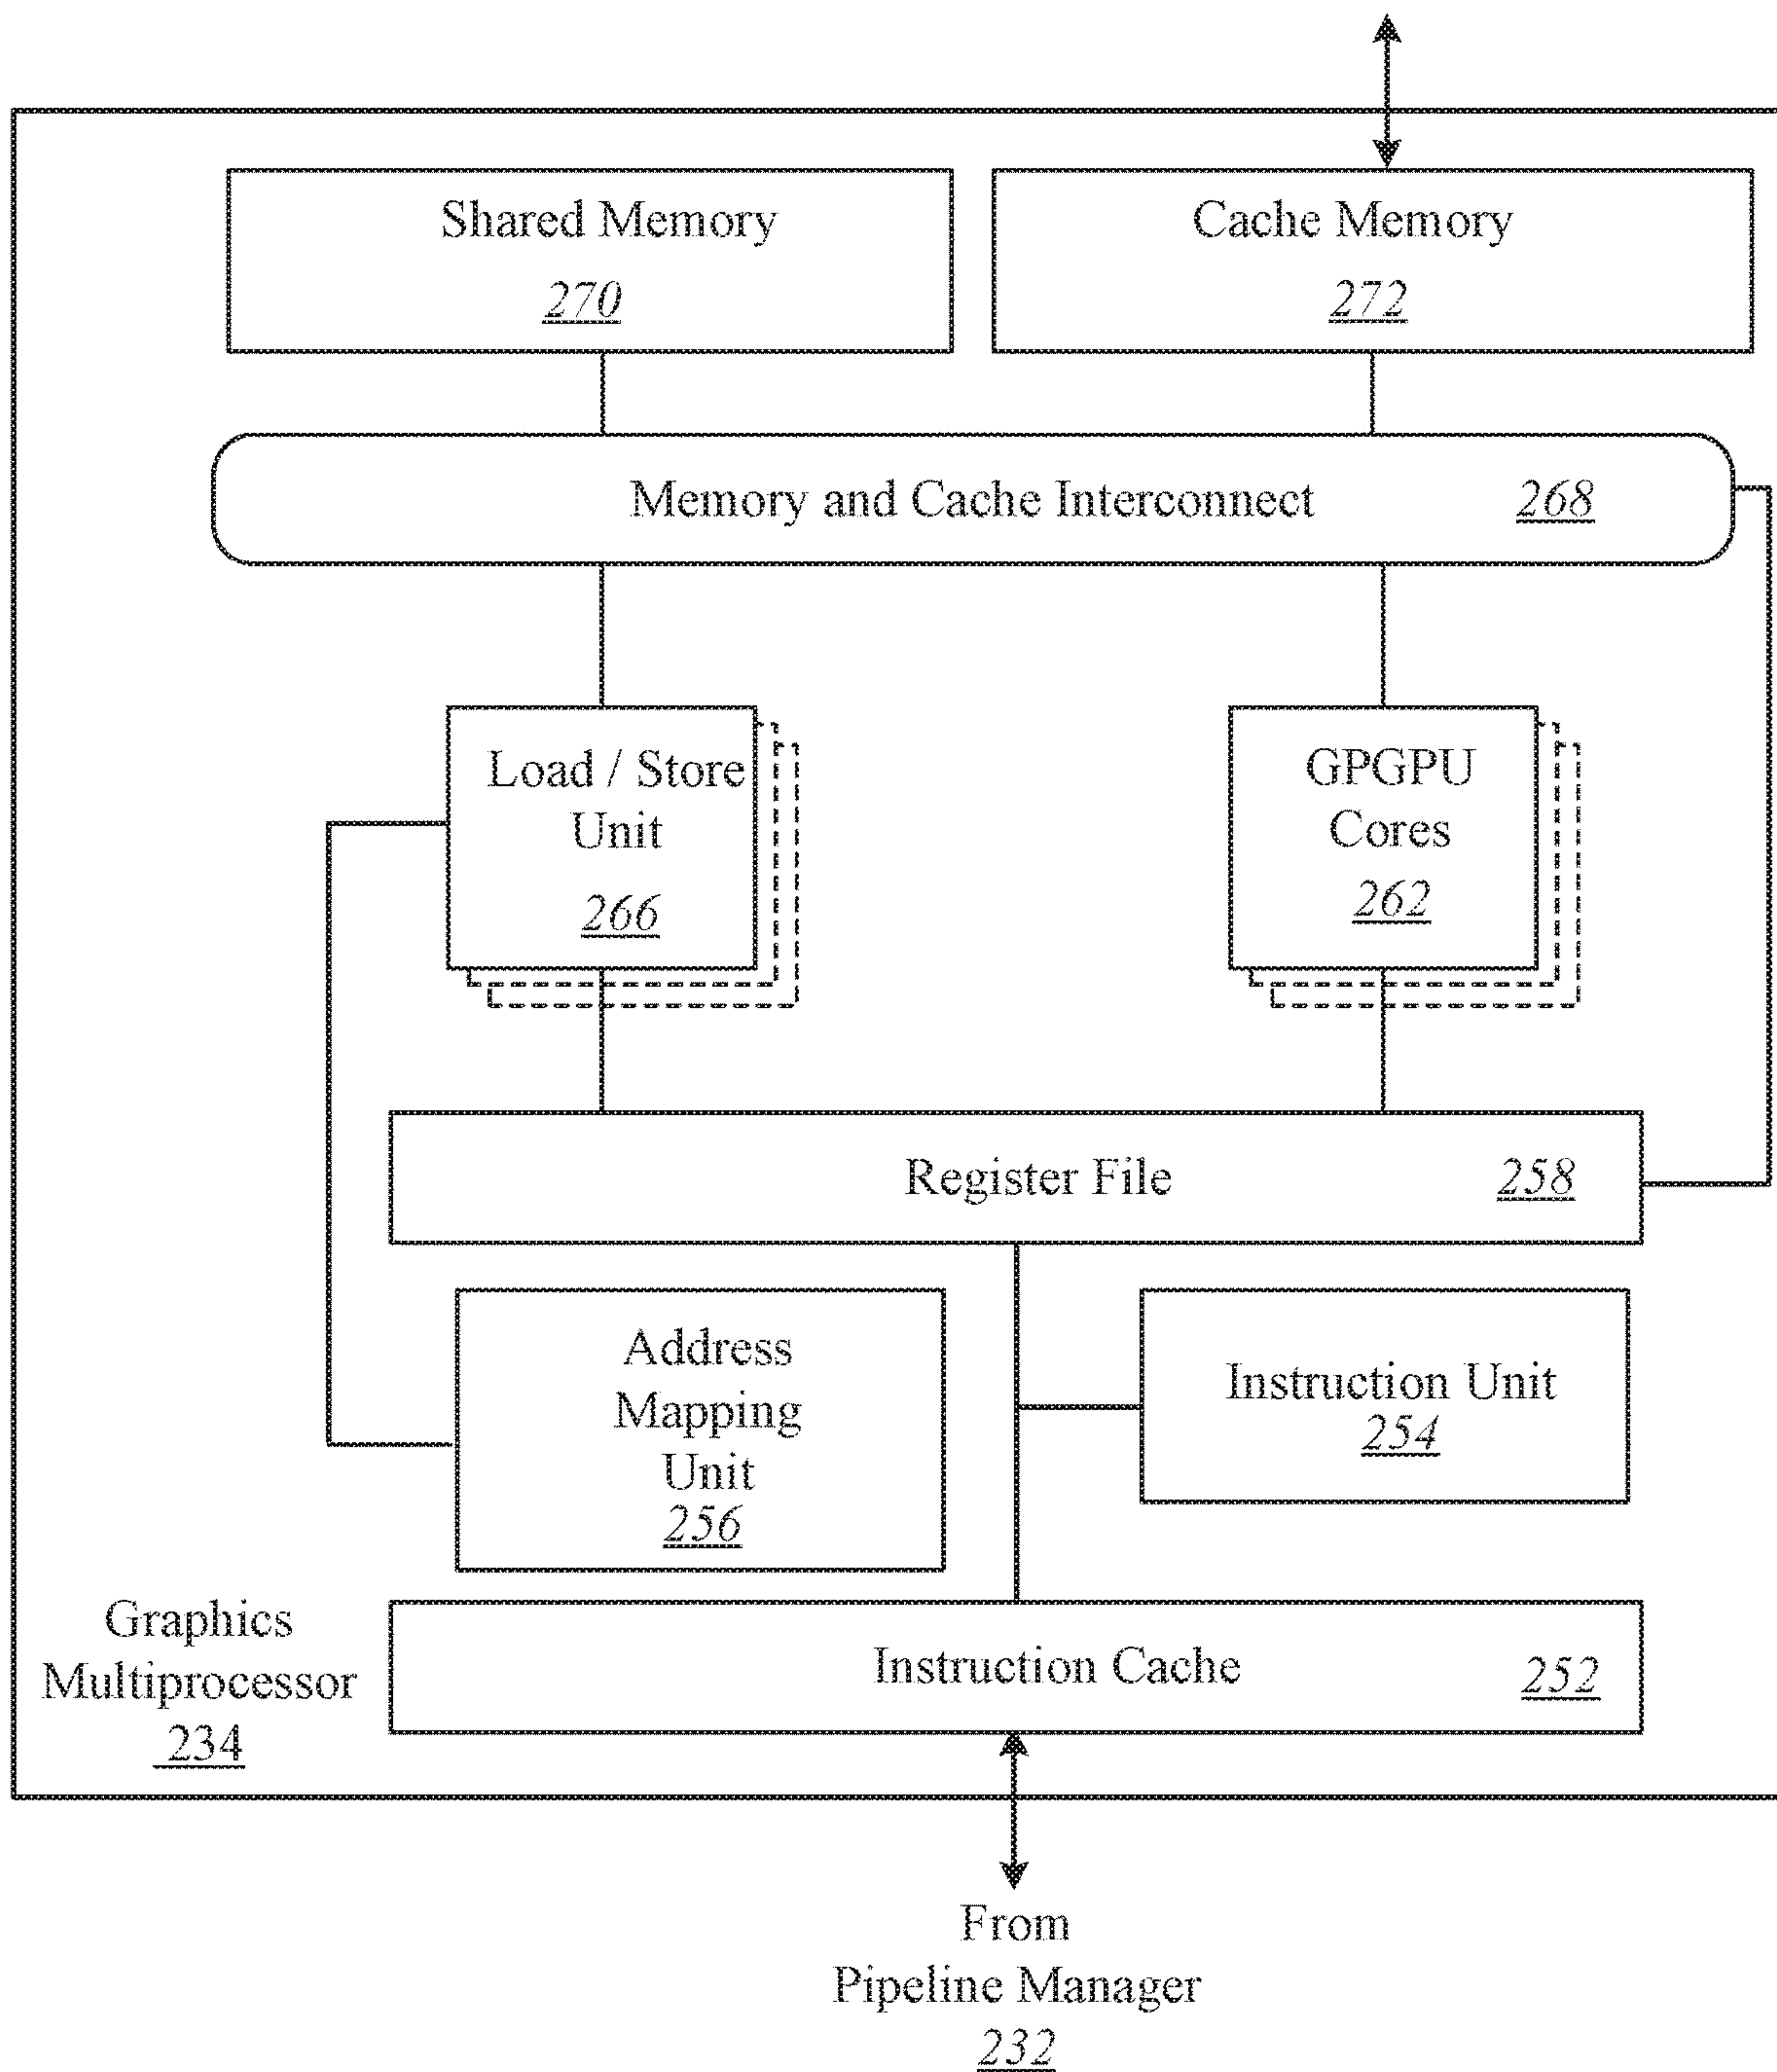 Shared Memory
270
Cache Memory
272
Memory and Cache Interconnect 268
Load / Store
Unit
266
GPGPU
Cores
262
Register File 258
Address
Mapping
Unit
256
Instruction Unit
254
Graphics
Multiprocessor
234
Instruction Cache 252
From
Pipeline Manager
232